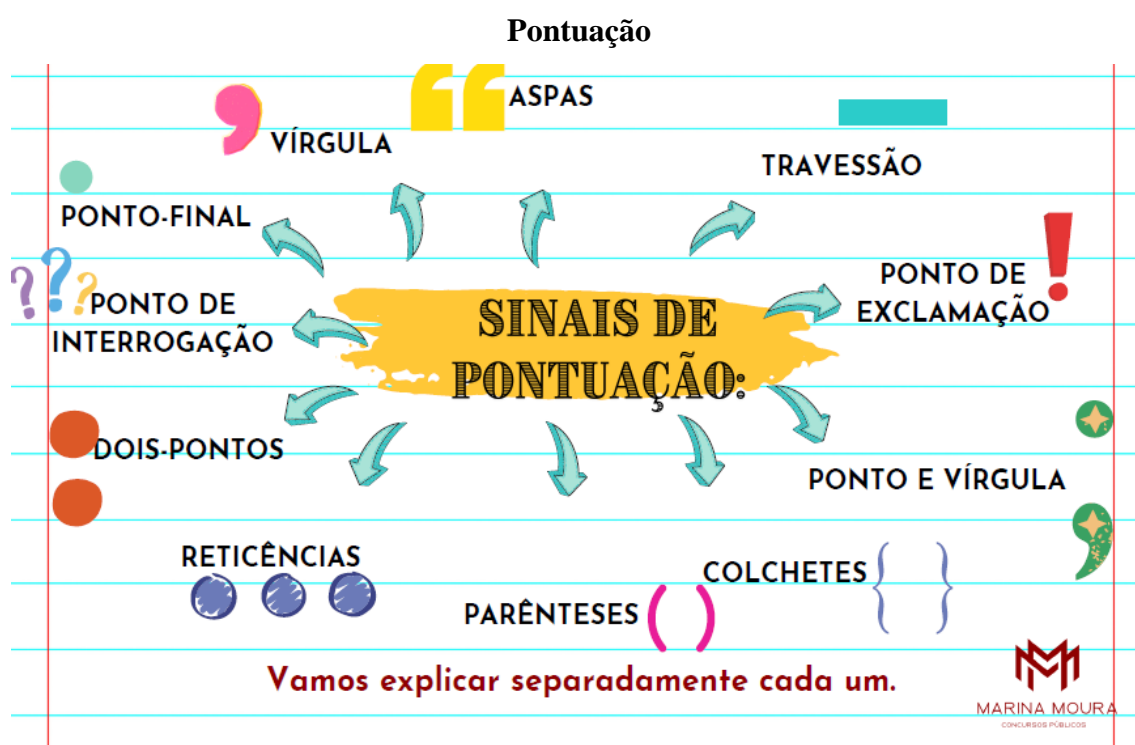 Pontuação
ASPAS
VÍRGULA
TRAVESSÃO
PONTO-FINAL
PONTO DE
EXCLAMAÇÃO
PONTO DE
INTERROGAÇÃO
SINAIS DE
PONTUAÇÃO:
DOIS-PONTOS
PONTO E VÍRGULA
RETICÊNCIAS
COLCHETES
PARÊNTESES
Vamos explicar separadamente cada um.
MARINA MOURA
CONCURSOS PÚBLICOS